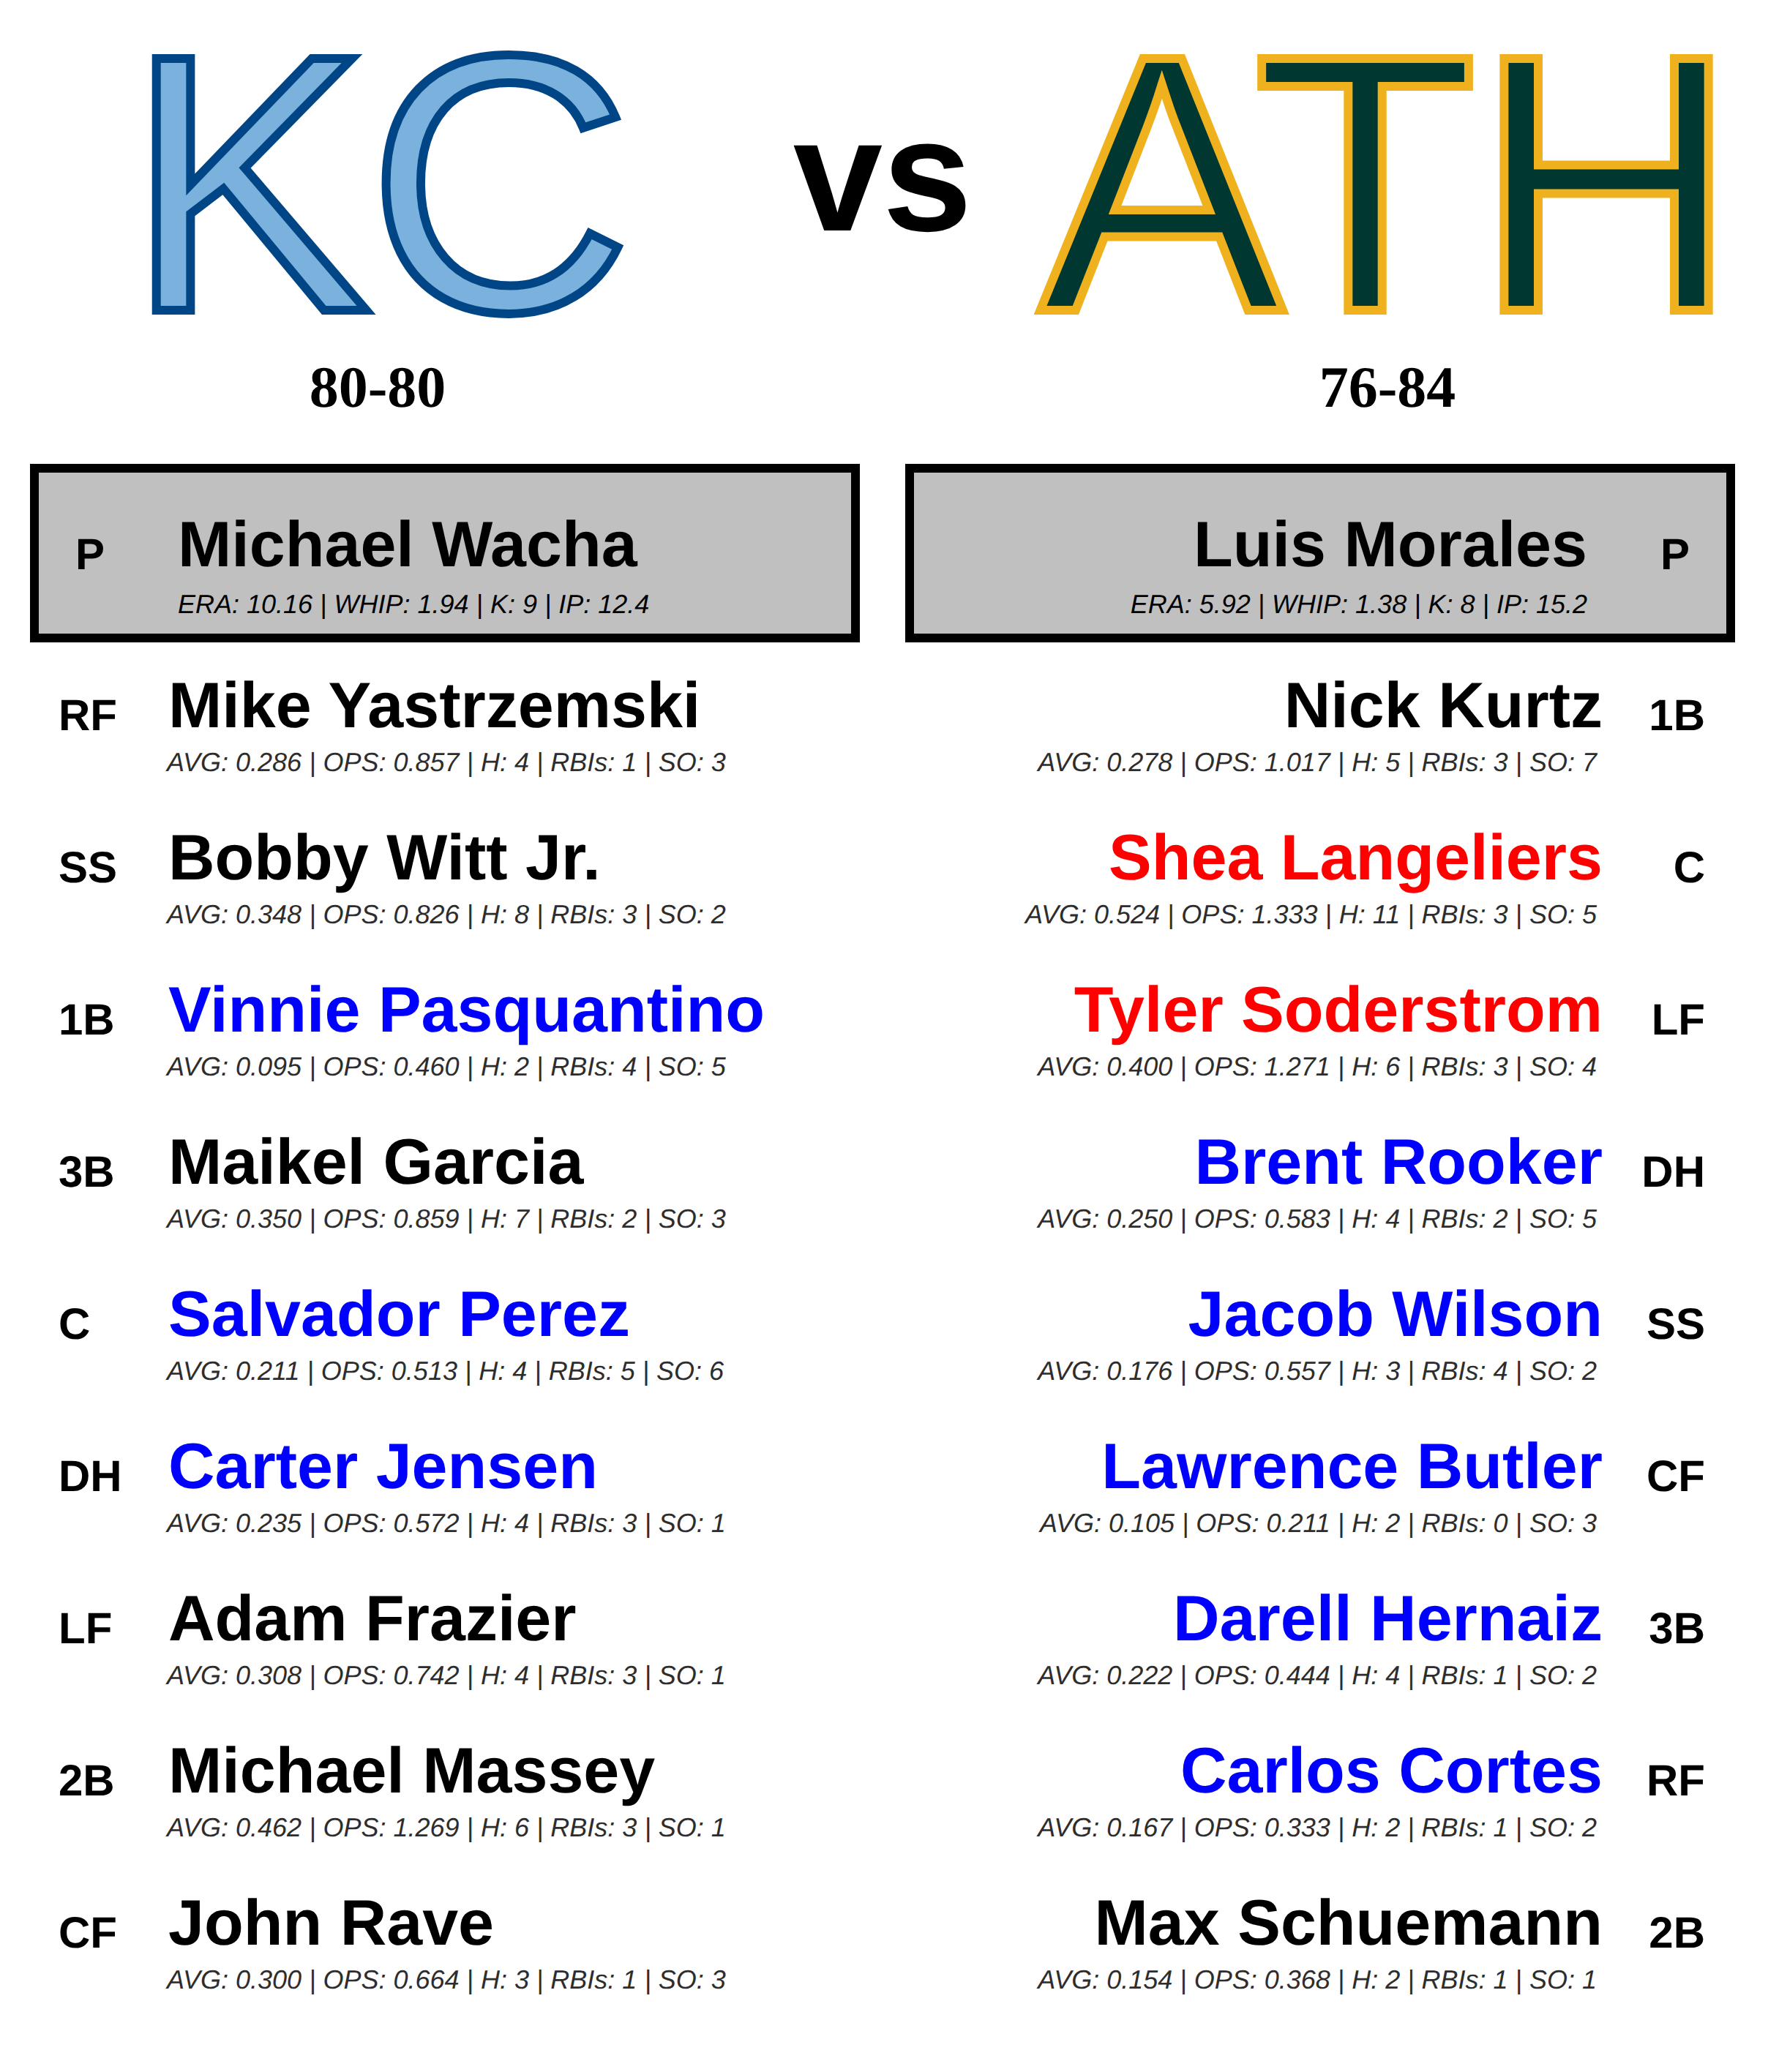 KC vs ATH
80-80 76-84
P Michael Wacha
ERA: 10.16 | WHIP: 1.94 | K: 9 | IP: 12.4
Luis Morales P
ERA: 5.92 | WHIP: 1.38 | K: 8 | IP: 15.2
RF Mike Yastrzemski
AVG: 0.286 | OPS: 0.857 | H: 4 | RBIs: 1 | SO: 3
SS Bobby Witt Jr.
AVG: 0.348 | OPS: 0.826 | H: 8 | RBIs: 3 | SO: 2
1B Vinnie Pasquantino
AVG: 0.095 | OPS: 0.460 | H: 2 | RBIs: 4 | SO: 5
3B Maikel Garcia
AVG: 0.350 | OPS: 0.859 | H: 7 | RBIs: 2 | SO: 3
C Salvador Perez
AVG: 0.211 | OPS: 0.513 | H: 4 | RBIs: 5 | SO: 6
DH Carter Jensen
AVG: 0.235 | OPS: 0.572 | H: 4 | RBIs: 3 | SO: 1
LF Adam Frazier
AVG: 0.308 | OPS: 0.742 | H: 4 | RBIs: 3 | SO: 1
2B Michael Massey
AVG: 0.462 | OPS: 1.269 | H: 6 | RBIs: 3 | SO: 1
CF John Rave
AVG: 0.300 | OPS: 0.664 | H: 3 | RBIs: 1 | SO: 3
Nick Kurtz 1B
AVG: 0.278 | OPS: 1.017 | H: 5 | RBIs: 3 | SO: 7
Shea Langeliers C
AVG: 0.524 | OPS: 1.333 | H: 11 | RBIs: 3 | SO: 5
Tyler Soderstrom LF
AVG: 0.400 | OPS: 1.271 | H: 6 | RBIs: 3 | SO: 4
Brent Rooker DH
AVG: 0.250 | OPS: 0.583 | H: 4 | RBIs: 2 | SO: 5
Jacob Wilson SS
AVG: 0.176 | OPS: 0.557 | H: 3 | RBIs: 4 | SO: 2
Lawrence Butler CF
AVG: 0.105 | OPS: 0.211 | H: 2 | RBIs: 0 | SO: 3
Darell Hernaiz 3B
AVG: 0.222 | OPS: 0.444 | H: 4 | RBIs: 1 | SO: 2
Carlos Cortes RF
AVG: 0.167 | OPS: 0.333 | H: 2 | RBIs: 1 | SO: 2
Max Schuemann 2B
AVG: 0.154 | OPS: 0.368 | H: 2 | RBIs: 1 | SO: 1